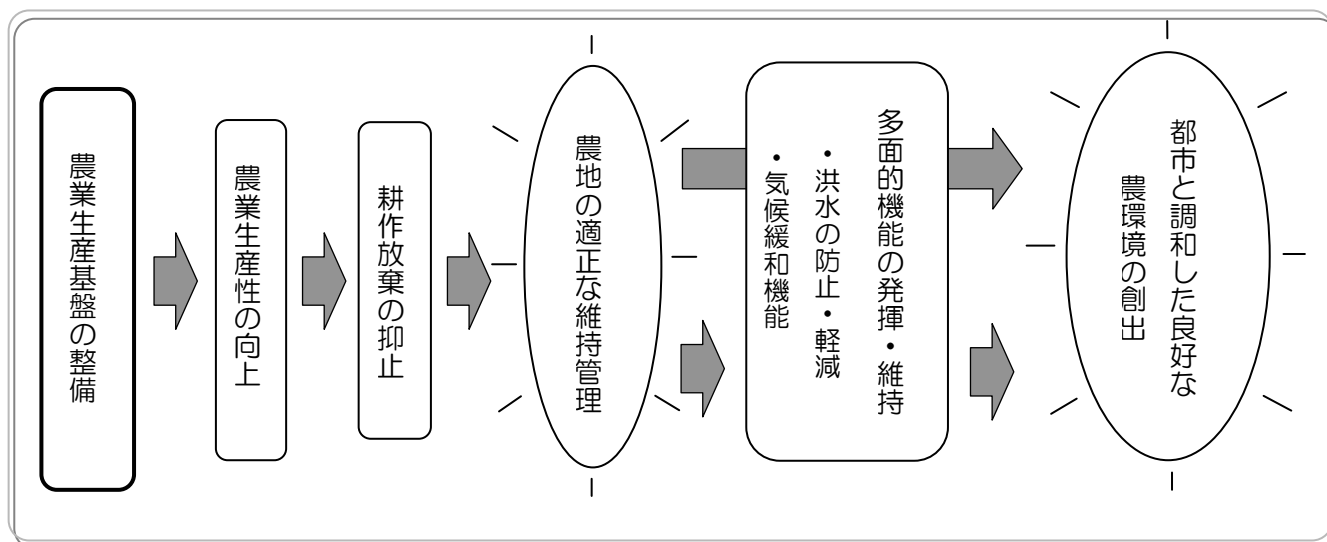 農業生産基盤の整備
農業生産性の向上
耕作放棄の抑止
農地の適正な維持管理
多面的機能の発揮・維持
・洪水の防止・軽減
・気候緩和機能
都市と調和した良好な
農環境の創出